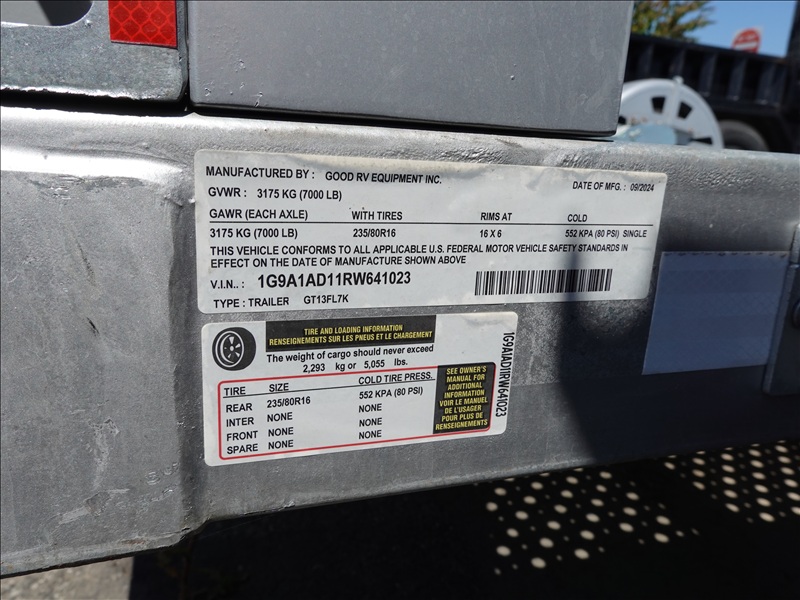 MANUFACTURED BY : GOOD RV EQUIPMENT INC.
DATE OF MFG. : 09/2024
GVWR : 3175 KG (7000 LB)
GAWR (EACH AXLE) WITH TIRES RIMS AT COLD
3175 KG (7000 LB) 235/80R16 16 X 6 552 KPA (80 PSI) SINGLE
THIS VEHICLE CONFORMS TO ALL APPLICABLE U.S. FEDERAL MOTOR VEHICLE SAFETY STANDARDS IN
EFFECT ON THE DATE OF MANUFACTURE SHOWN ABOVE
V.I.N.. : 1G9A1AD11RW641023
TYPE : TRAILER GT13FL7K
TIRE AND LOADING INFORMATION
RENSEIGNEMENTS SUR LES PNEUS ET LE CHARGEMENT
The weight of cargo should never exceed
2,293 kg or 5,055 lbs.
TIRE SIZE COLD TIRE PRESS.
REAR 235/80R16 552 KPA (80 PSI)
INTER NONE NONE
FRONT NONE NONE
SPARE NONE NONE
SEE OWNER'S
MANUAL FOR
ADDITIONAL
INFORMATION
VOIR LE MANUEL
DE L'USAGER
POUR PLUS DE
RENSEIGNEMENTS
1G9A1AD11RW641023